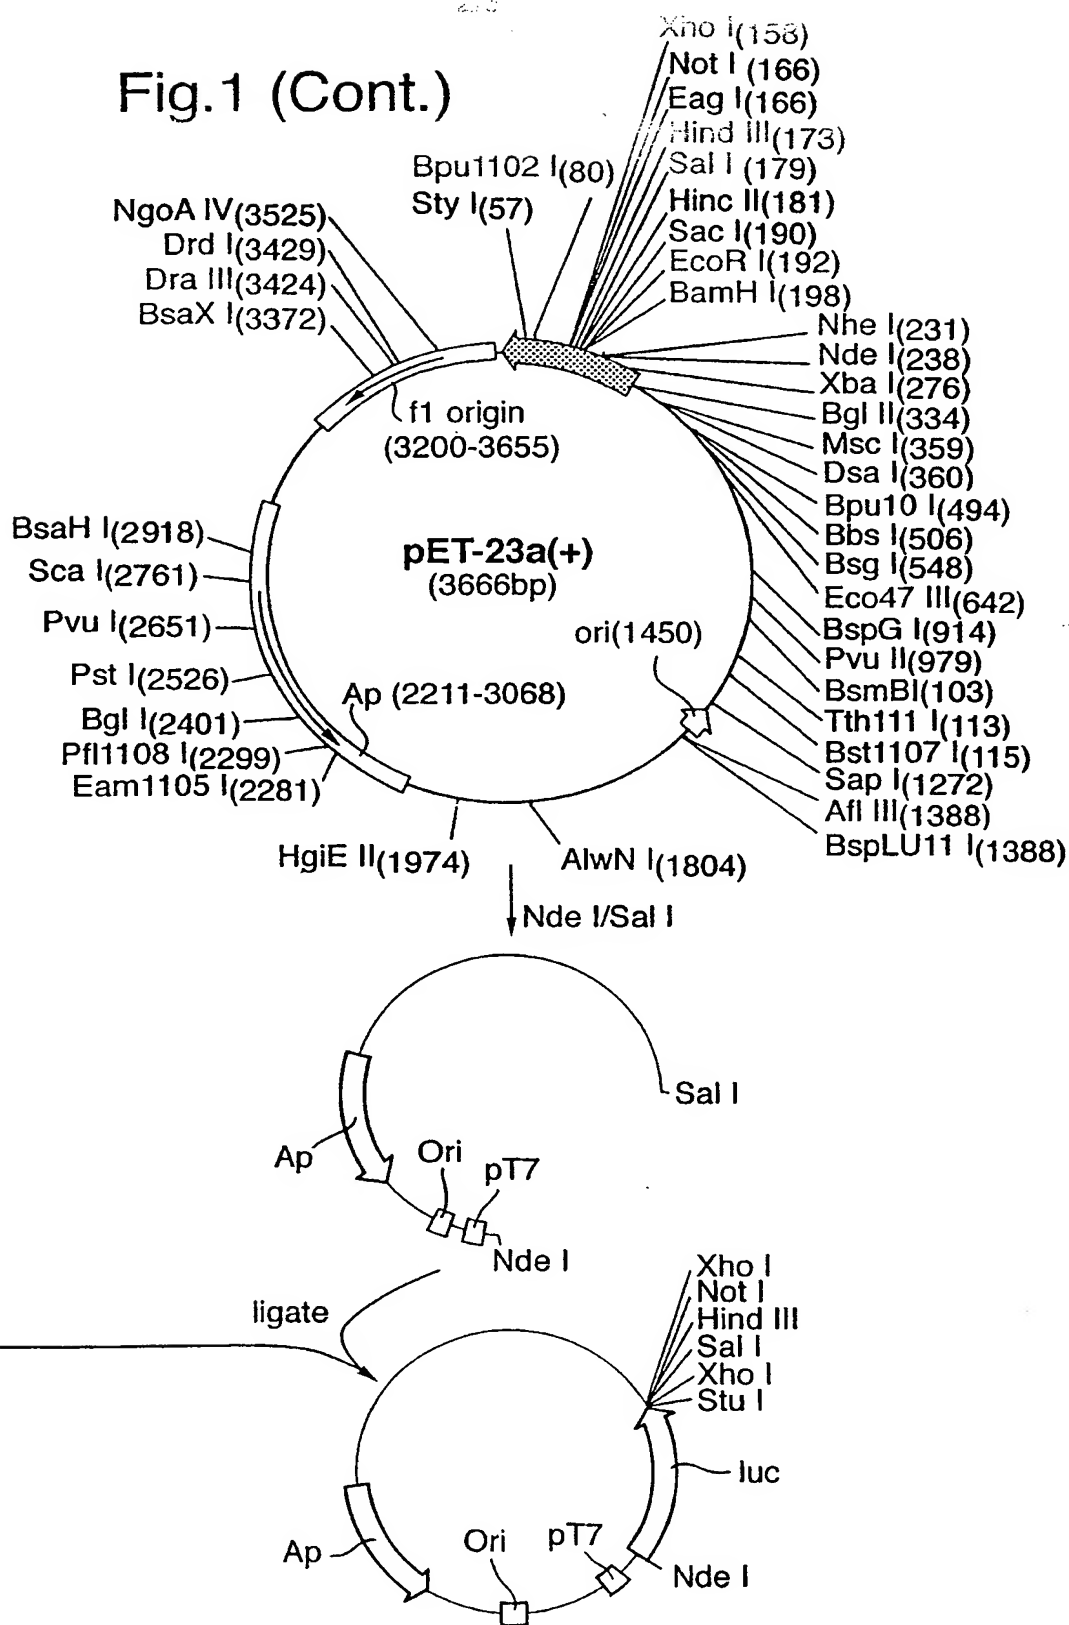 Fig.1 (Cont.)
Xho I(158)
Not I (166)
Eag I(166)
Hind III(173)
Sal I (179)
Hinc II(181)
Sac I(190)
EcoR I(192)
BamH I(198)
Bpu1102 I(80)
Sty I(57)
NgoA IV(3525)
Drd I(3429)
Dra III(3424)
BsaX I(3372)
Nhe I(231)
Nde I(238)
Xba I(276)
Bgl II(334)
Msc I(359)
Dsa I(360)
Bpu10 I(494)
Bbs I(506)
Bsg I(548)
Eco47 III(642)
BspG I(914)
Pvu II(979)
BsmBI(103)
Tth111 I(113)
Bst1107 I(115)
Sap I(1272)
Afl III(1388)
BspLU11 I(1388)
f1 origin
(3200-3655)
pET-23a(+)
(3666bp)
ori(1450)
Ap (2211-3068)
BsaH I(2918)
Sca I(2761)
Pvu I(2651)
Pst I(2526)
Bgl I(2401)
Pfl1108 I(2299)
Eam1105 I(2281)
HgiE II(1974)
AlwN I(1804)
Nde I/Sal I
Sal I
Ap
Ori
pT7
Nde I
ligate
Xho I
Not I
Hind III
Sal I
Xho I
Stu I
luc
Ap
Ori
pT7
Nde I